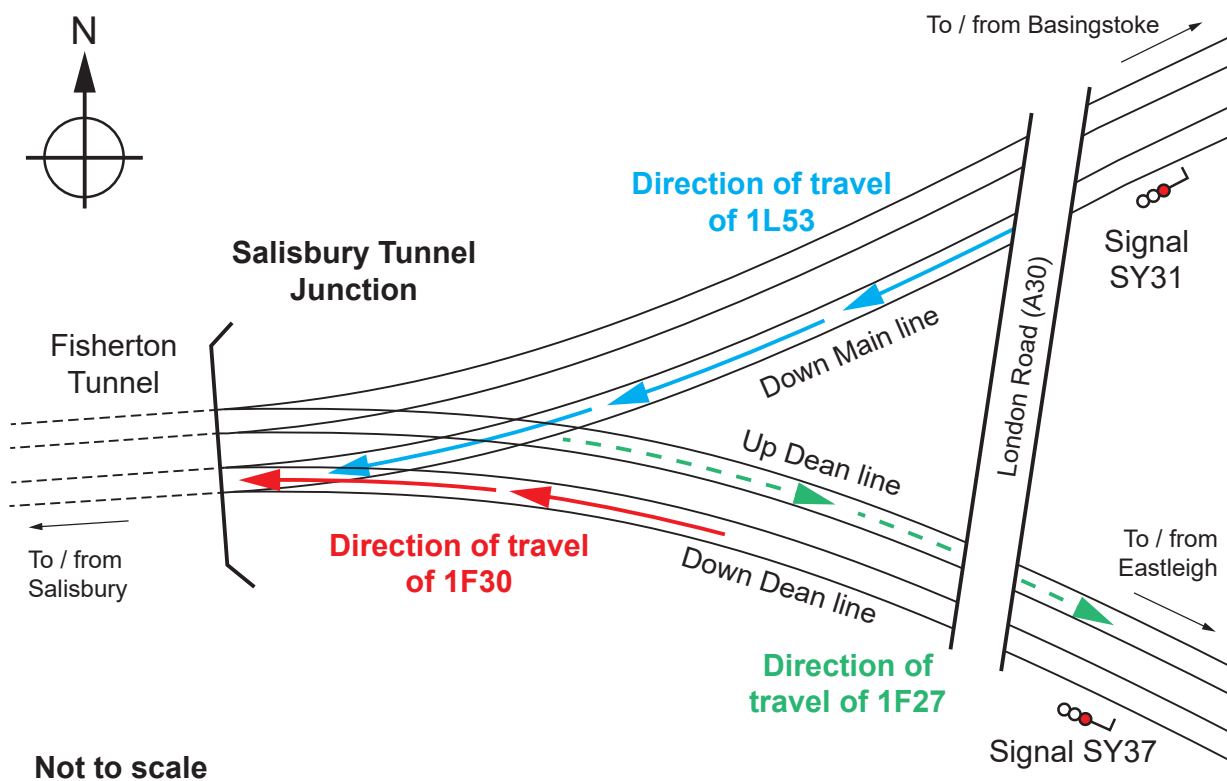 N
To / from Basingstoke
Direction of travel
of 1L53
Signal
SY31
Salisbury Tunnel
Junction
London Road (A30)
Fisherton
Tunnel
Down Main line
Up Dean line
To / from
Salisbury
Direction of travel
of 1F30
Down Dean line
To / from
Eastleigh
Direction of
travel of 1F27
Signal SY37
Not to scale